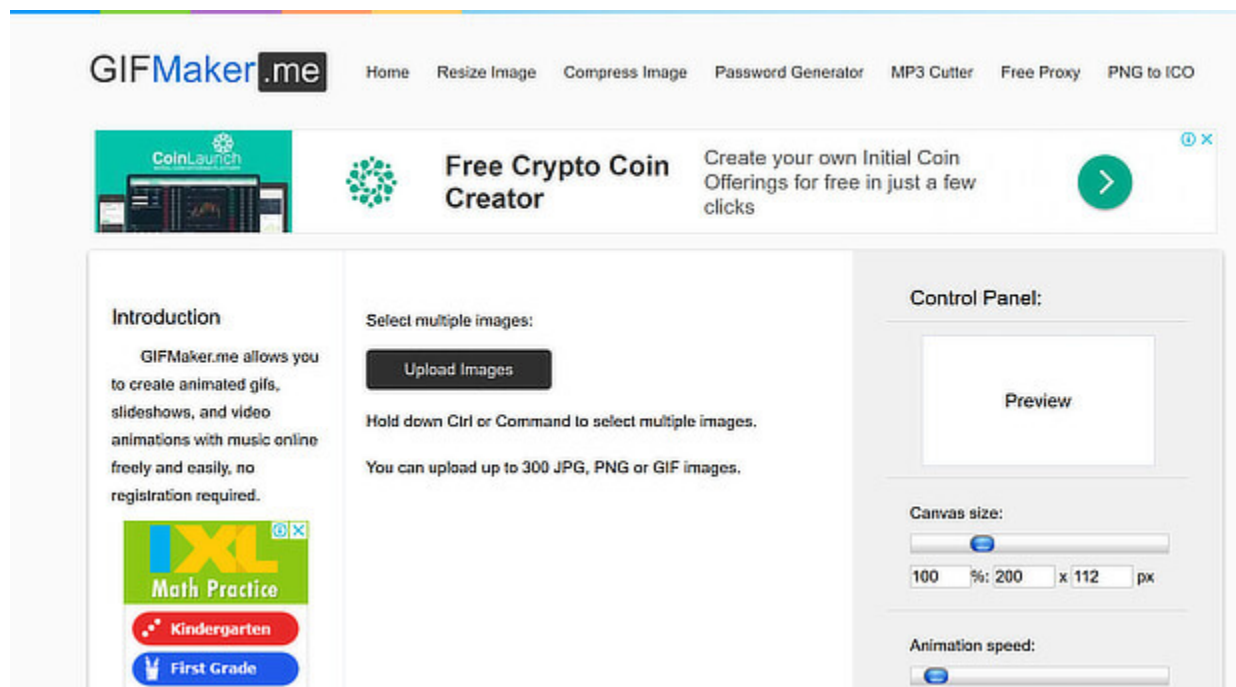 GIFMaker.me
Home Resize Image Compress Image Password Generator MP3 Cutter Free Proxy PNG to ICO
CoinLaunch
Free Crypto Coin
Creator
Create your own Initial Coin
Offerings for free in just a few
clicks
Introduction
GIFMaker.me allows you
to create animated gifs,
slideshows, and video
animations with music online
freely and easily, no
registration required.
IXL
Math Practice
Kindergarten
First Grade
Select multiple images:
Upload Images
Hold down Ctrl or Command to select multiple images.
You can upload up to 300 JPG, PNG or GIF images.
Control Panel:
Preview
Canvas size:
100 %: 200 x 112 px
Animation speed: